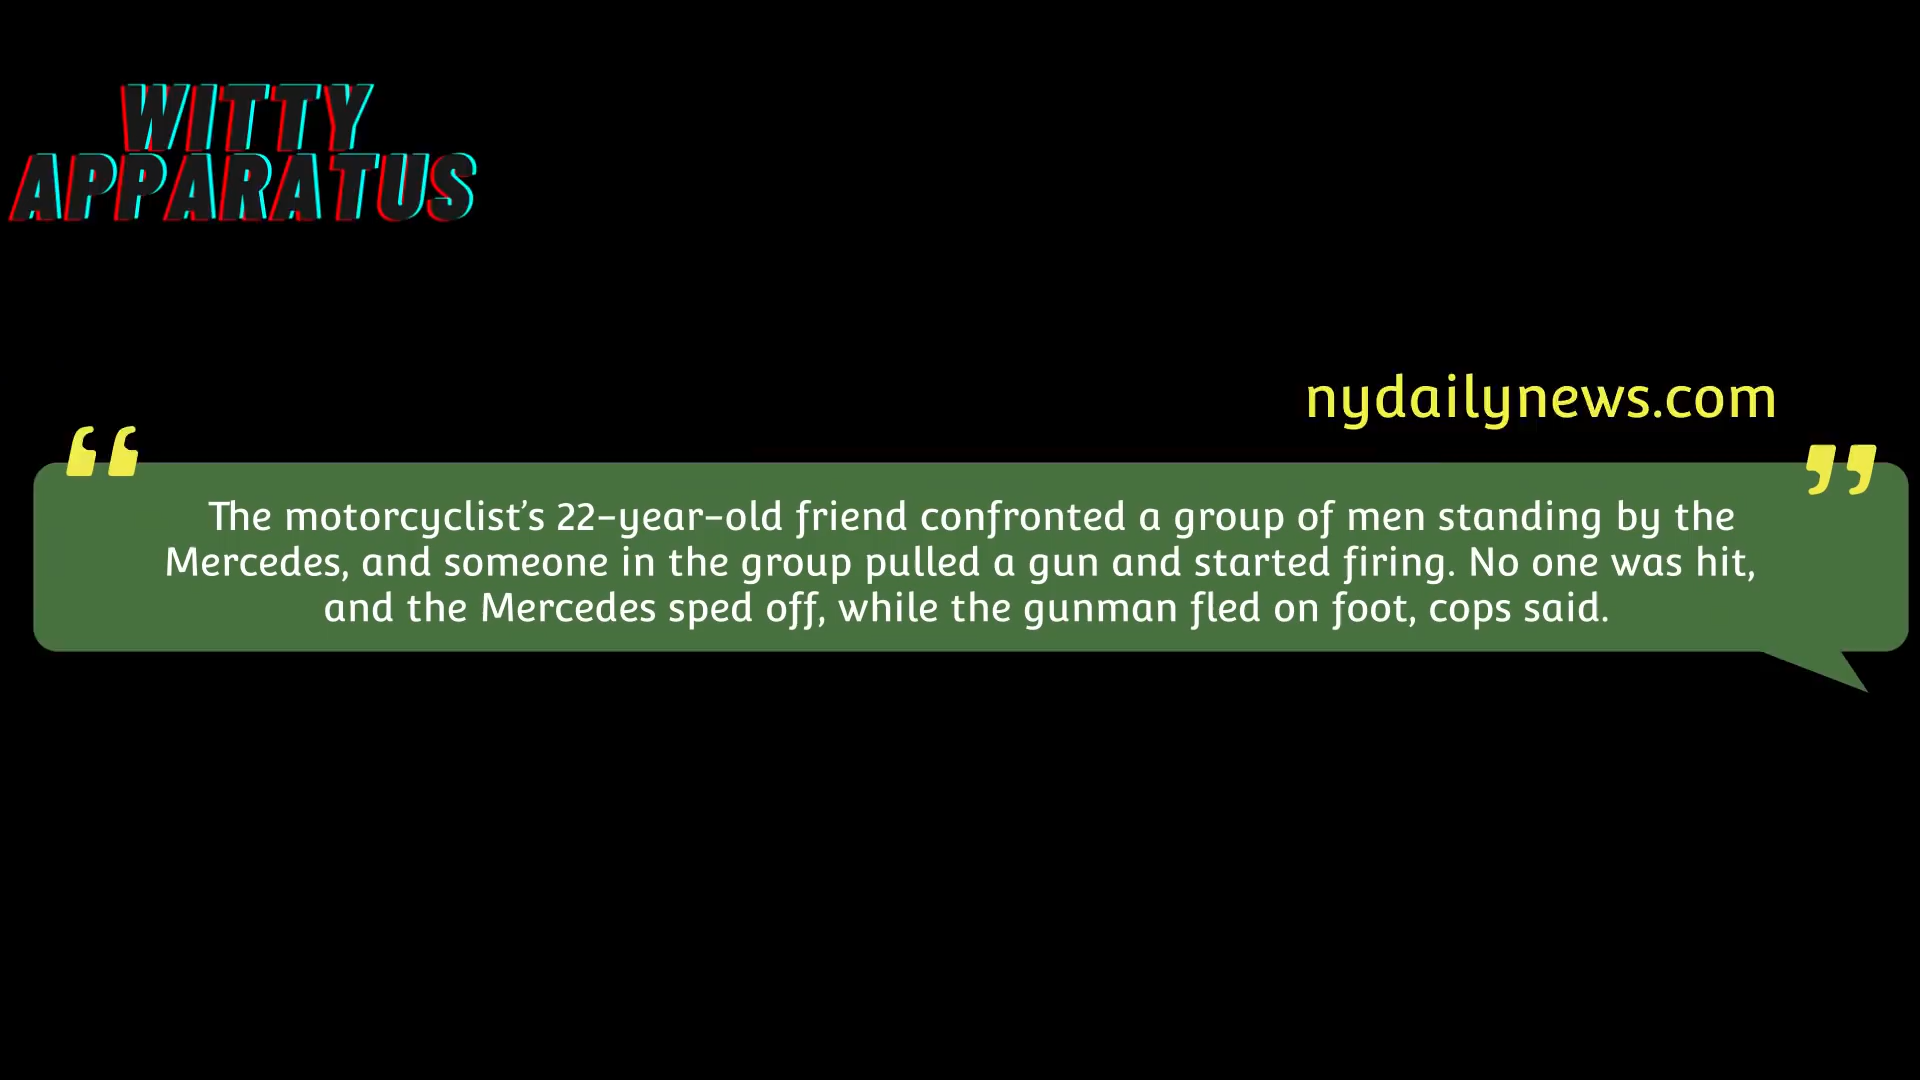 WITTY
APPARATUS
nydailynews.com
“
”
The motorcyclist’s 22-year-old friend confronted a group of men standing by the
Mercedes, and someone in the group pulled a gun and started firing. No one was hit,
and the Mercedes sped off, while the gunman fled on foot, cops said.